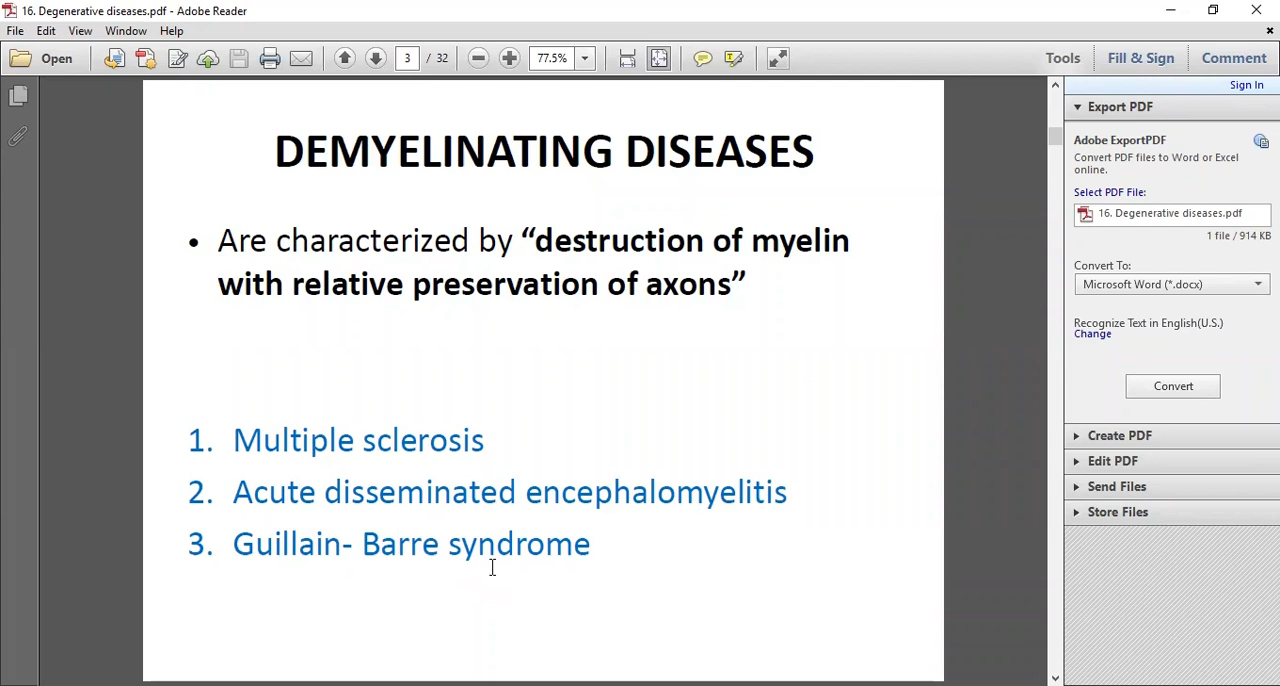 16. Degenerative diseases.pdf - Adobe Reader
File Edit View Window Help
Open 3 / 32 77.5% Tools Fill & Sign Comment
Sign In
DEMYELINATING DISEASES
• Are characterized by “destruction of myelin
with relative preservation of axons”
1. Multiple sclerosis
2. Acute disseminated encephalomyelitis
3. Guillain- Barre syndrome
Export PDF
Adobe ExportPDF
Convert PDF files to Word or Excel
online.
Select PDF File:
16. Degenerative diseases.pdf
1 file / 914 KB
Convert To:
Microsoft Word (*.docx)
Recognize Text in English(U.S.)
Change
Convert
Create PDF
Edit PDF
Send Files
Store Files